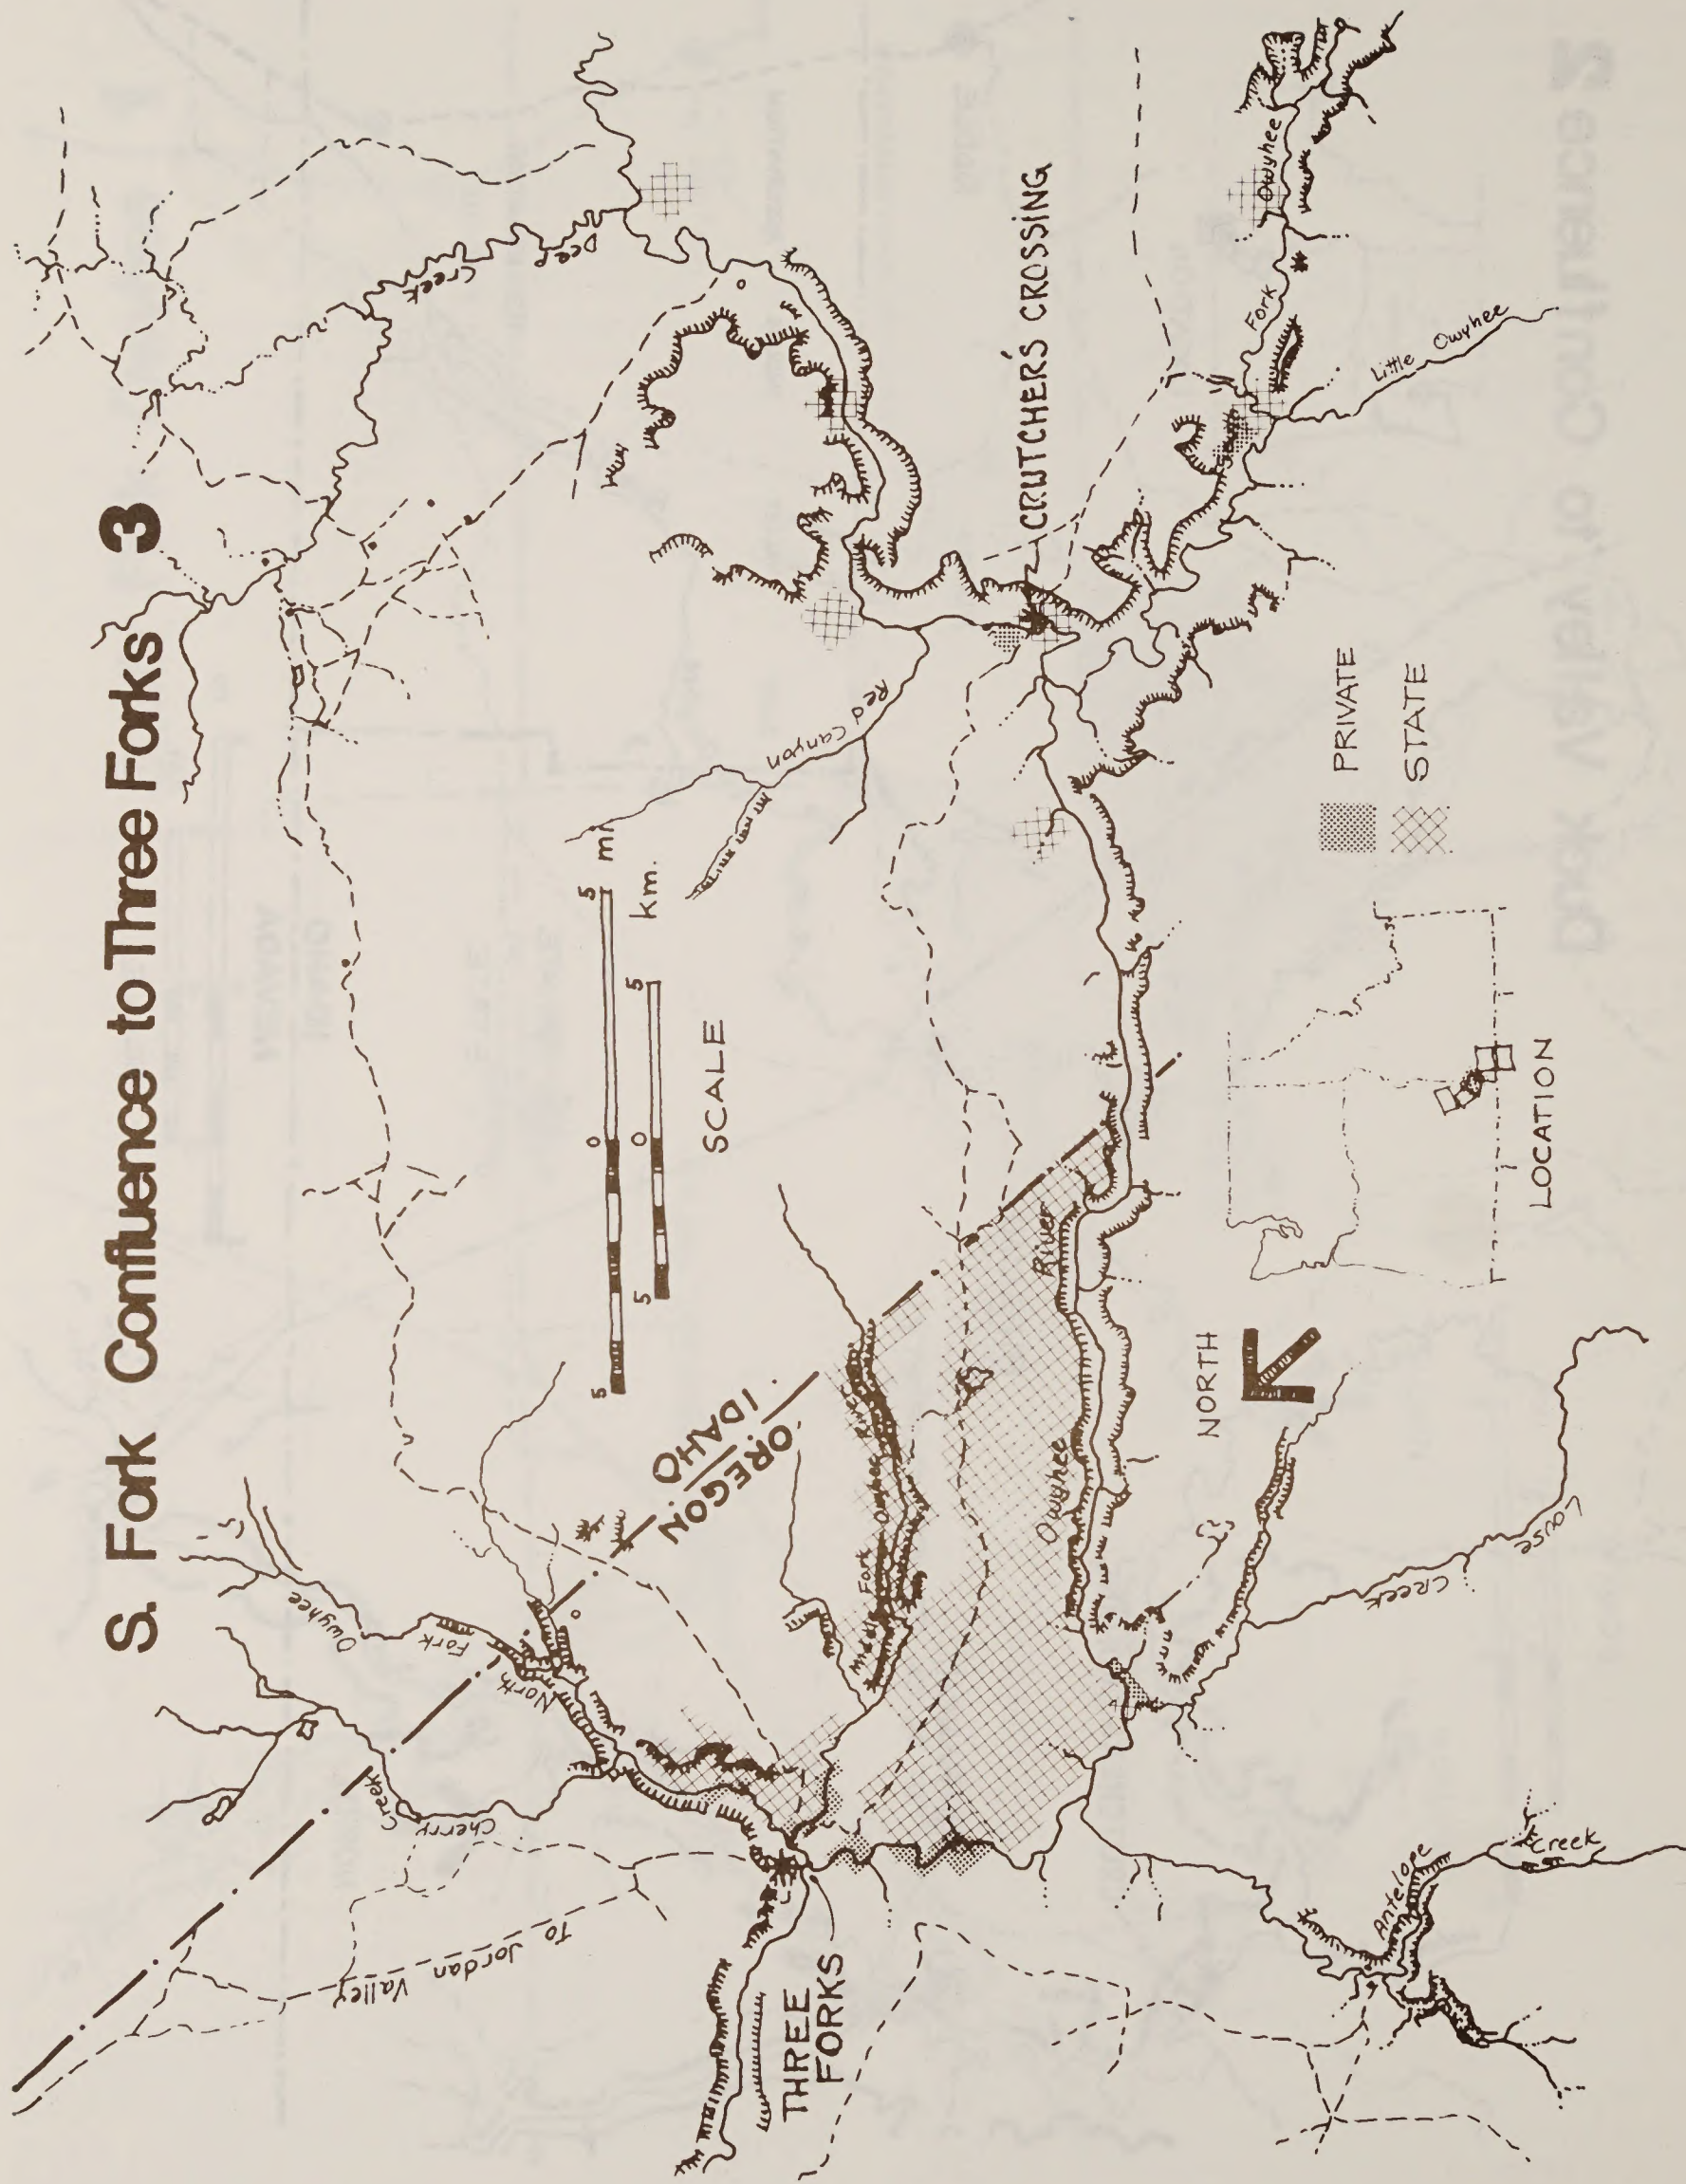 S. Fork Confluence to Three Forks 3
Deep
Creek
CRUTCHER'S CROSSING
Owyhee
Fork
South
Little Owyhee
Red
Canyon
5 0 5 mi
5 0 5 km.
SCALE
PRIVATE
STATE
LOCATION
NORTH
OREGON
IDAHO
Owyhee
Fork
North
Cherry
Creek
To Jordan Valley
THREE
FORKS
Middle Fork Owyhee River
Owyhee River
Louse
Creek
Antelope
Creek